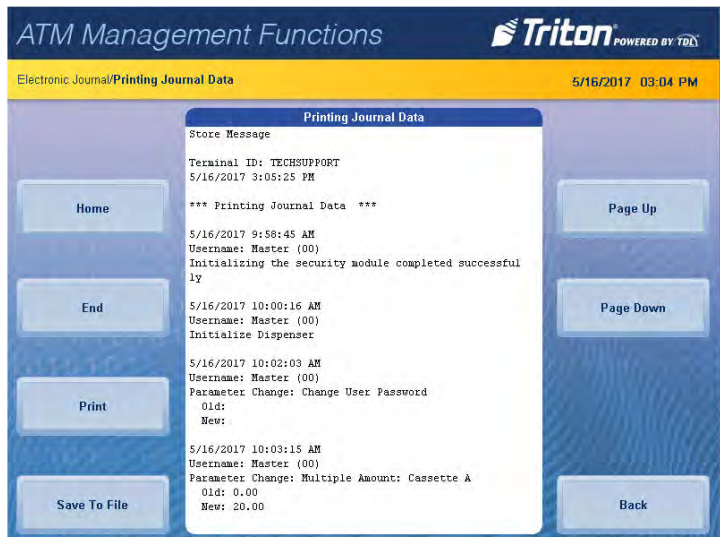 ATM Management Functions
Triton POWERED BY TDL
Electronic Journal/Printing Journal Data
5/16/2017 03:04 PM
Printing Journal Data
Store Message
Terminal ID: TECHSUPPORT
5/16/2017 3:05:25 PM
*** Printing Journal Data ***
5/16/2017 9:58:45 AM
Username: Master (00)
Initializing the security module completed successful
ly
5/16/2017 10:00:16 AM
Username: Master (00)
Initialize Dispenser
5/16/2017 10:02:03 AM
Username: Master (00)
Parameter Change: Change User Password
Old:
New:
5/16/2017 10:03:15 AM
Username: Master (00)
Parameter Change: Multiple Amount: Cassette A
Old: 0.00
New: 20.00
Home
End
Print
Save To File
Page Up
Page Down
Back